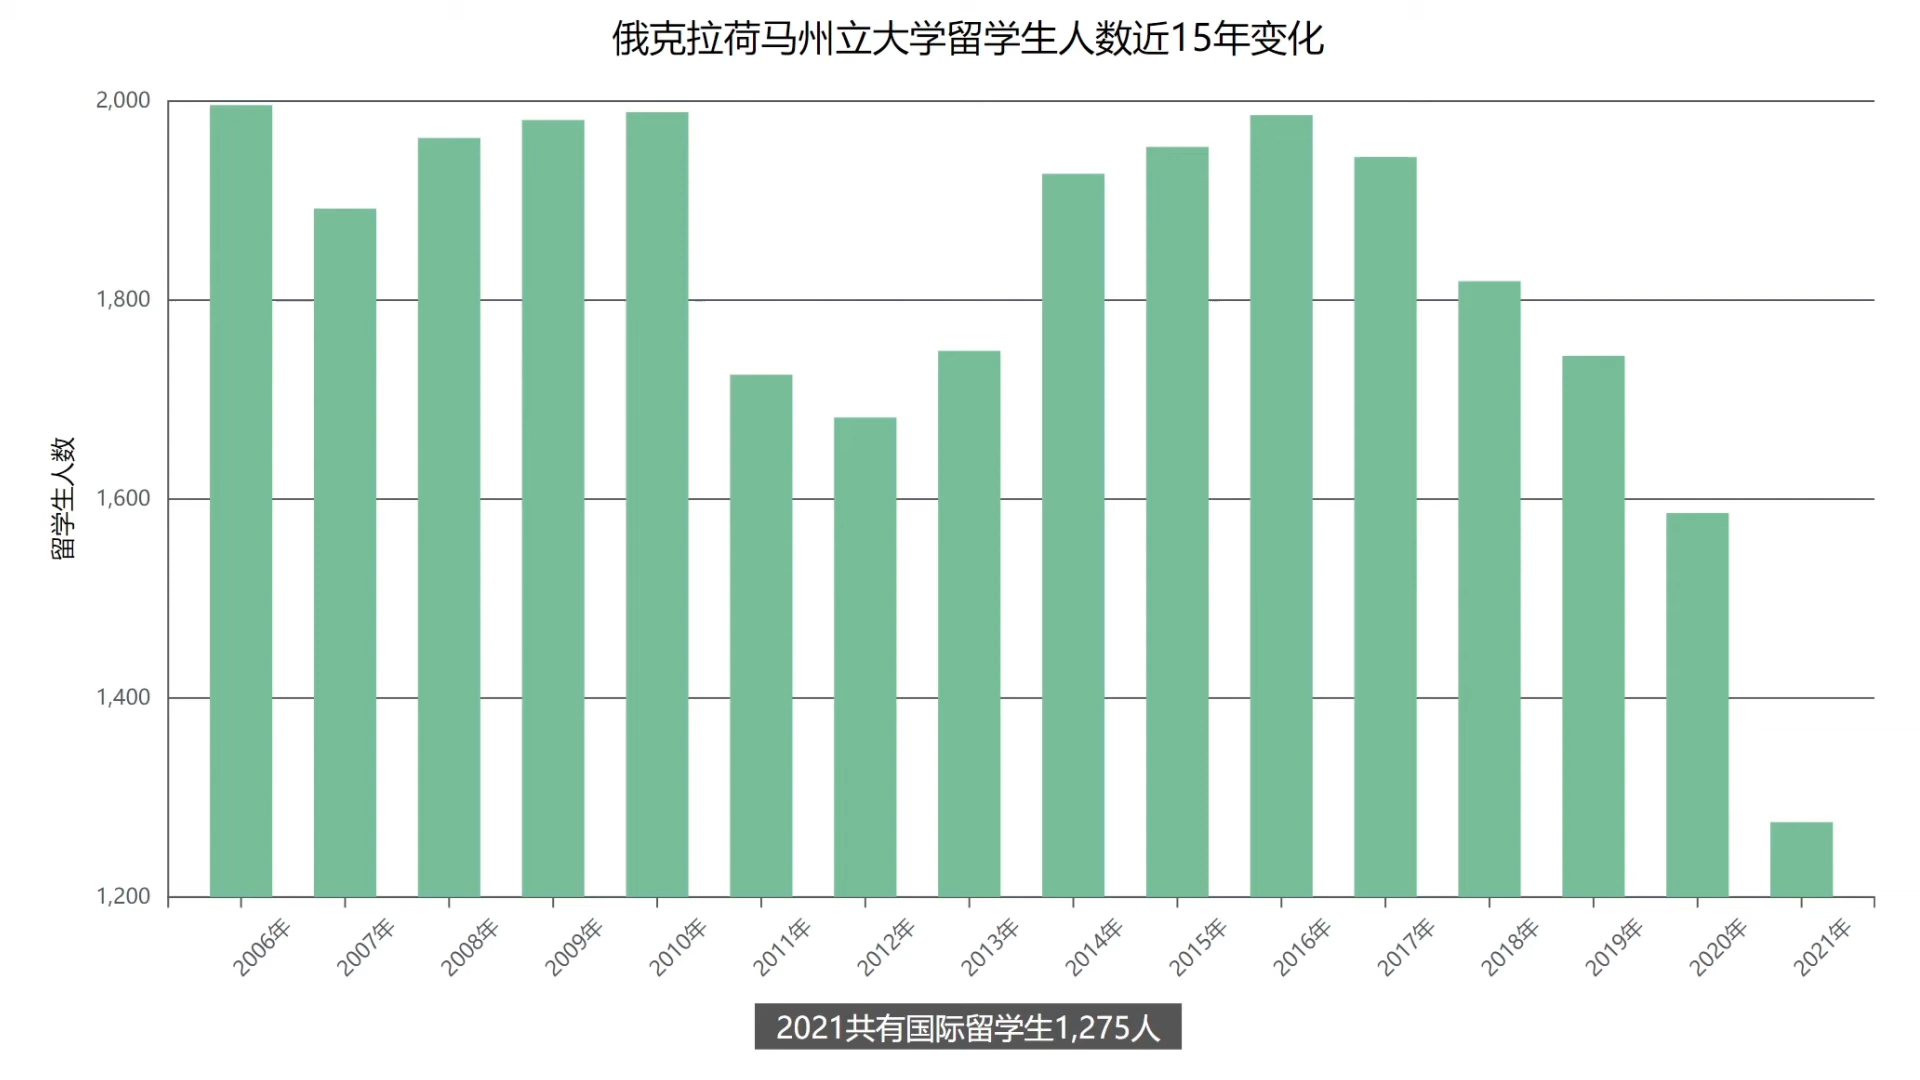 俄克拉荷马州立大学留学生人数近15年变化
留学生人数
2,000
1,800
1,600
1,400
1,200
2006年
2007年
2008年
2009年
2010年
2011年
2012年
2013年
2014年
2015年
2016年
2017年
2018年
2019年
2020年
2021年
2021共有国际留学生1,275人